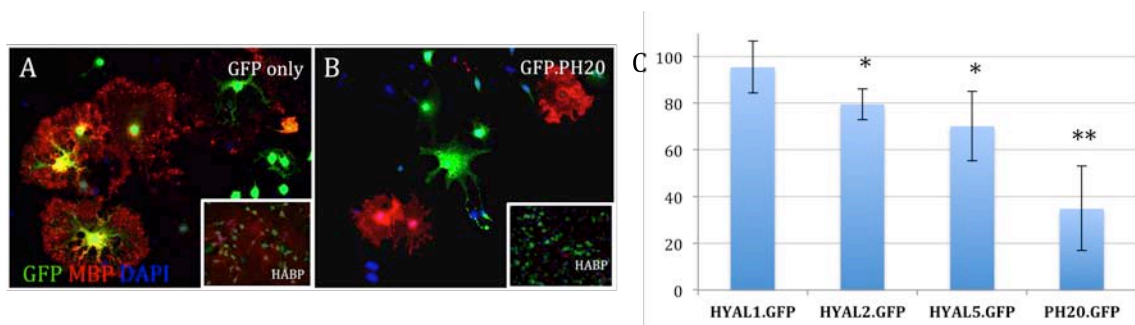 A
GFP only
GFP MBP DAPI
HABP
B
GFP.PH20
HABP
C
100
80
60
40
20
0
*
*
**
HYAL1.GFP
HYAL2.GFP
HYAL5.GFP
PH20.GFP